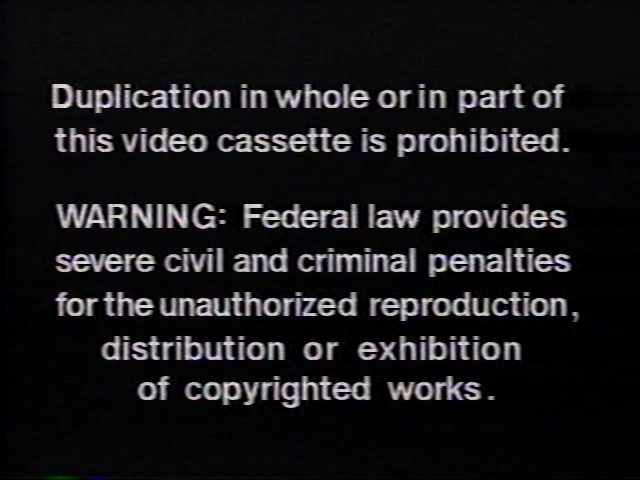 Duplication in whole or in part of
this video cassette is prohibited.
WARNING: Federal law provides
severe civil and criminal penalties
for the unauthorized reproduction,
distribution or exhibition
of copyrighted works.